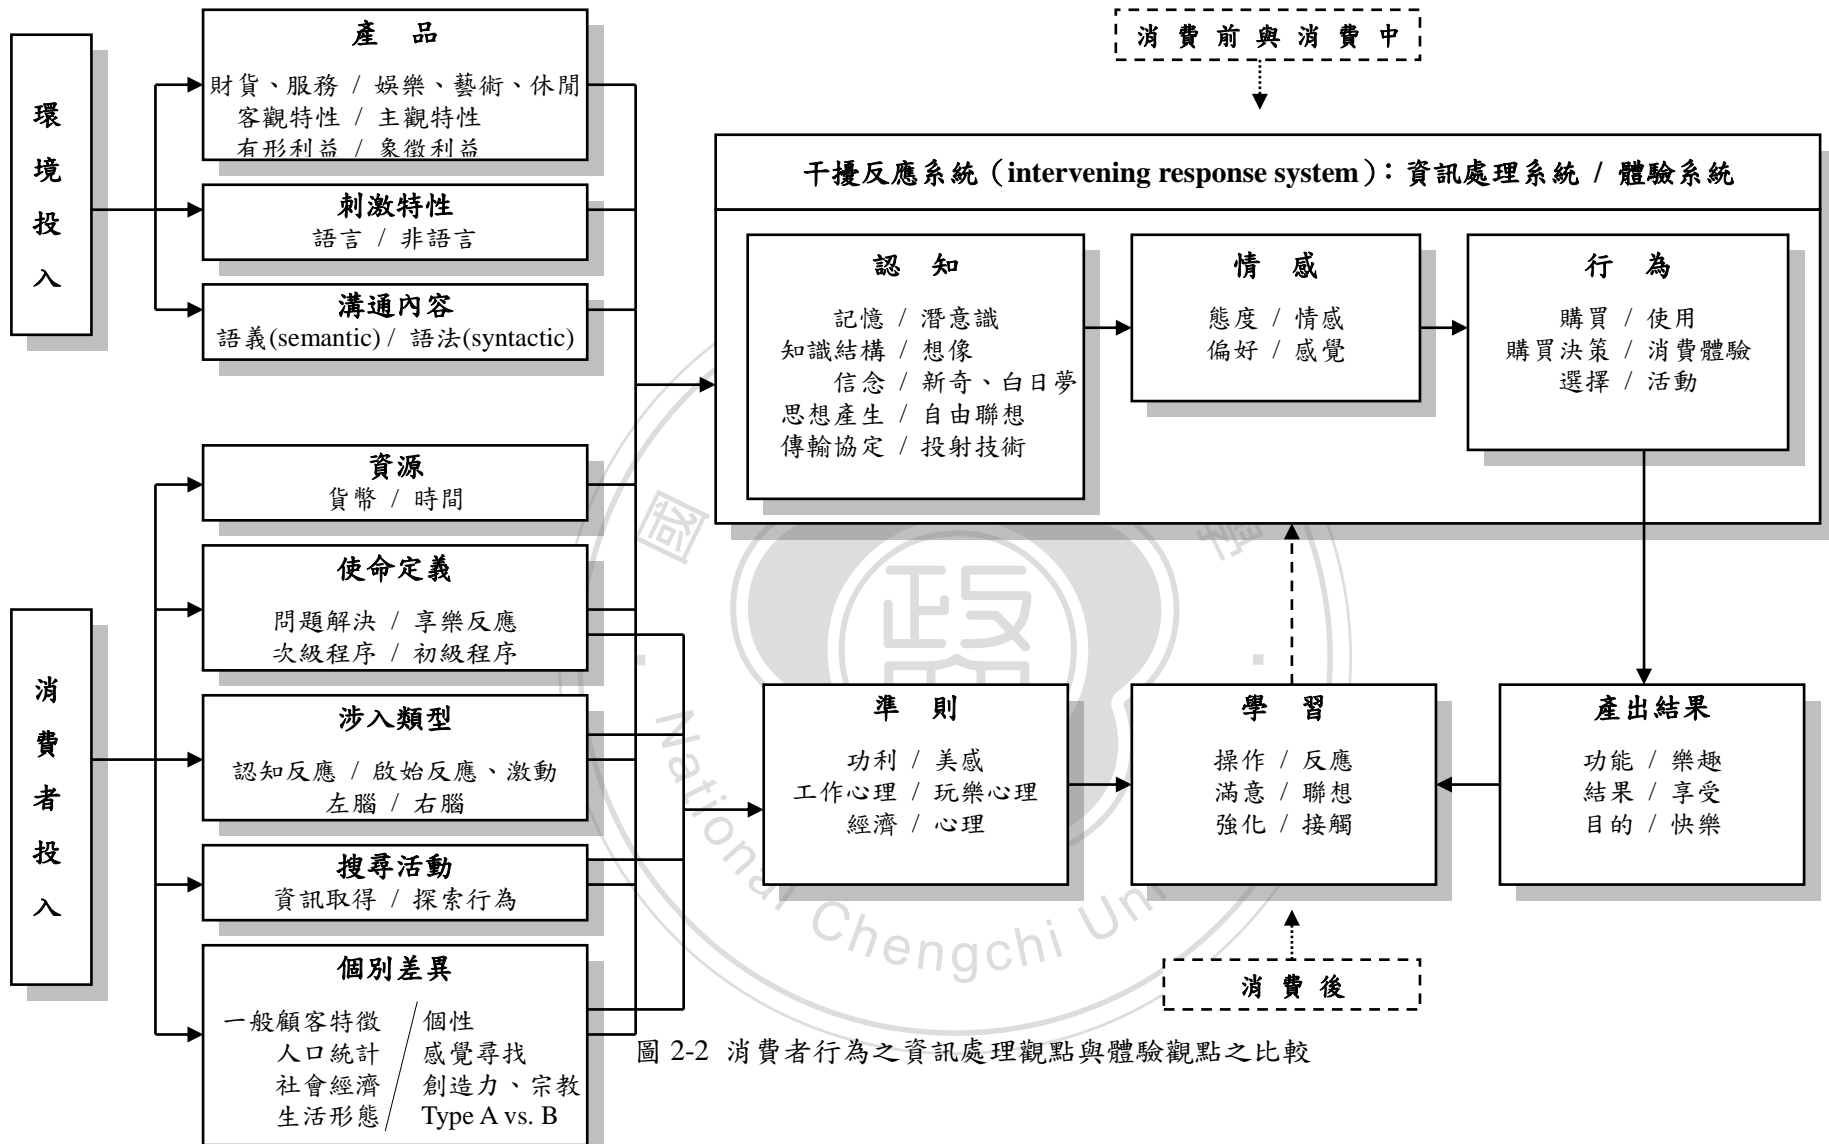 環境投入
產 品
財貨、服務 / 娛樂、藝術、休閒
客觀特性 / 主觀特性
有形利益 / 象徵利益
刺激特性
語言 / 非語言
溝通內容
語義(semantic) / 語法(syntactic)
消費者投入
資源
貨幣 / 時間
使命定義
問題解決 / 享樂反應
次級程序 / 初級程序
涉入類型
認知反應 / 啟始反應、激動
左腦 / 右腦
搜尋活動
資訊取得 / 探索行為
個別差異
一般顧客特徵 / 個性
人口統計 / 感覺尋找
社會經濟 / 創造力、宗教
生活形態 / Type A vs. B
消費前與消費中
干擾反應系統（intervening response system）：資訊處理系統 / 體驗系統
認 知
記憶 / 潛意識
知識結構 / 想像
信念 / 新奇、白日夢
思想產生 / 自由聯想
傳輸協定 / 投射技術
情 感
態度 / 情感
偏好 / 感覺
行 為
購買 / 使用
購買決策 / 消費體驗
選擇 / 活動
準 則
功利 / 美感
工作心理 / 玩樂心理
經濟 / 心理
學 習
操作 / 反應
滿意 / 聯想
強化 / 接觸
產出結果
功能 / 樂趣
結果 / 享受
目的 / 快樂
消費後
圖 2-2 消費者行為之資訊處理觀點與體驗觀點之比較
國
政
National Chengchi Uni